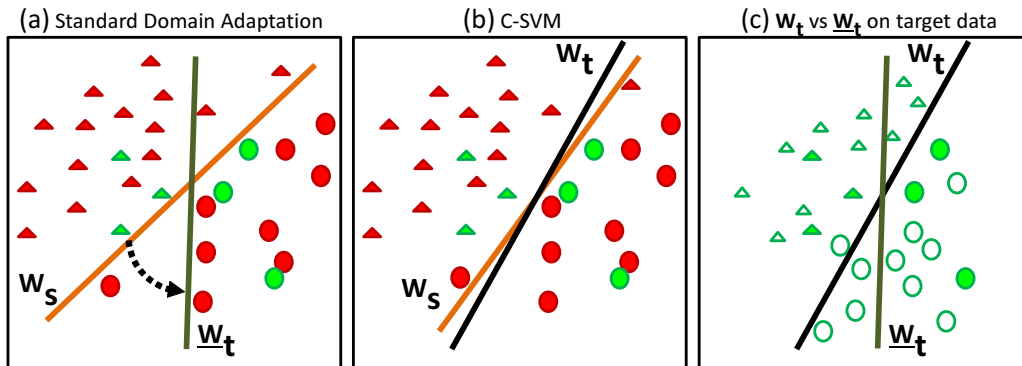 (a) Standard Domain Adaptation
(b) C-SVM
(c) Wt vs Wt on target data
Ws
Wt
Wt
Ws
Wt
Wt